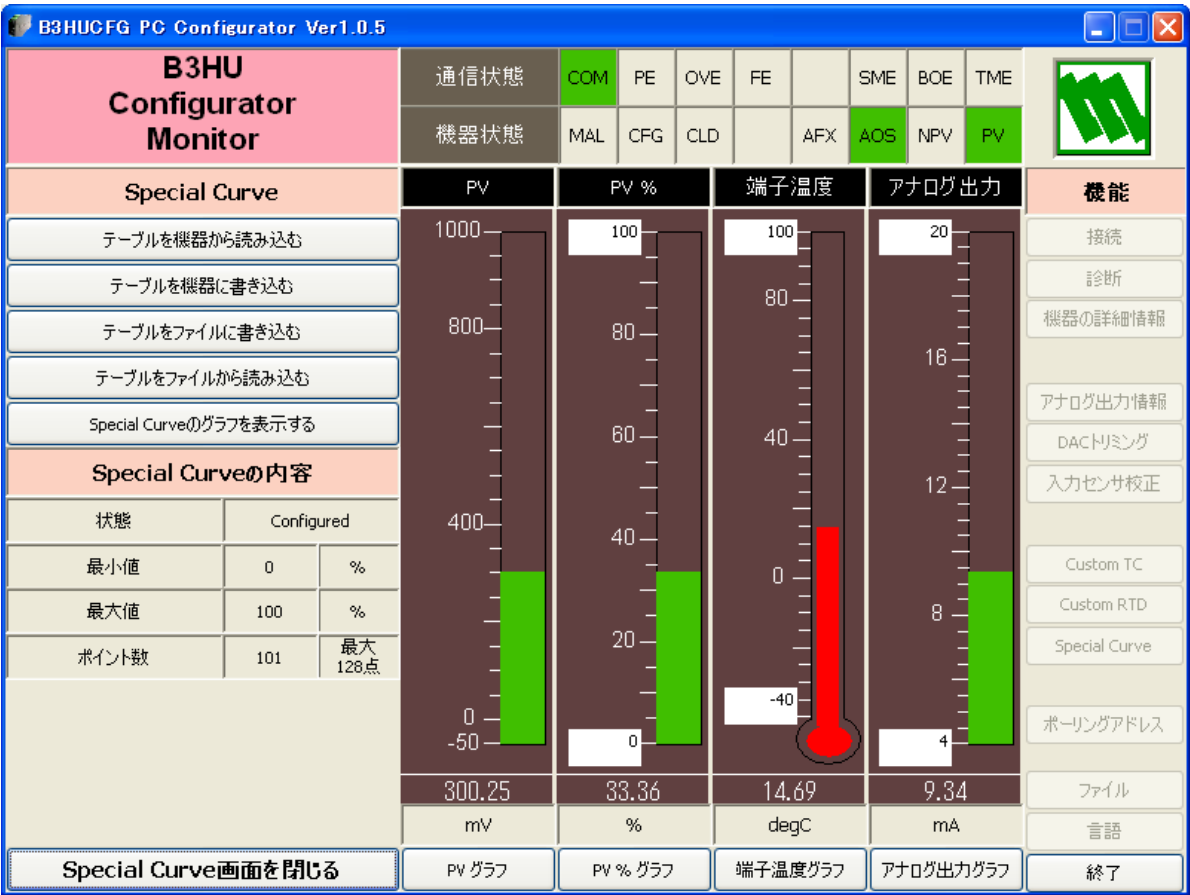 B3HUCFG PC Configurator Ver1.0.5
B3HU
Configurator
Monitor
通信状態 COM PE OVE FE SME BOE TME
機器状態 MAL CFG CLD AFX AOS NPV PV
Special Curve
テーブルを機器から読み込む
テーブルを機器に書き込む
テーブルをファイルに書き込む
テーブルをファイルから読み込む
Special Curveのグラフを表示する
Special Curveの内容
状態 Configured
最小値 0 %
最大値 100 %
ポイント数 101 最大
128点
Special Curve画面を閉じる
PV
1000
800
400
0
-50
300.25
mV
PV グラフ
PV %
100
80
60
40
20
0
33.36
%
PV % グラフ
端子温度
100
80
40
0
-40
14.69
degC
端子温度グラフ
アナログ出力
20
16
12
8
4
9.34
mA
アナログ出力グラフ
機能
接続
診断
機器の詳細情報
アナログ出力情報
DACトリミング
入力センサ校正
Custom TC
Custom RTD
Special Curve
ポーリングアドレス
ファイル
言語
終了